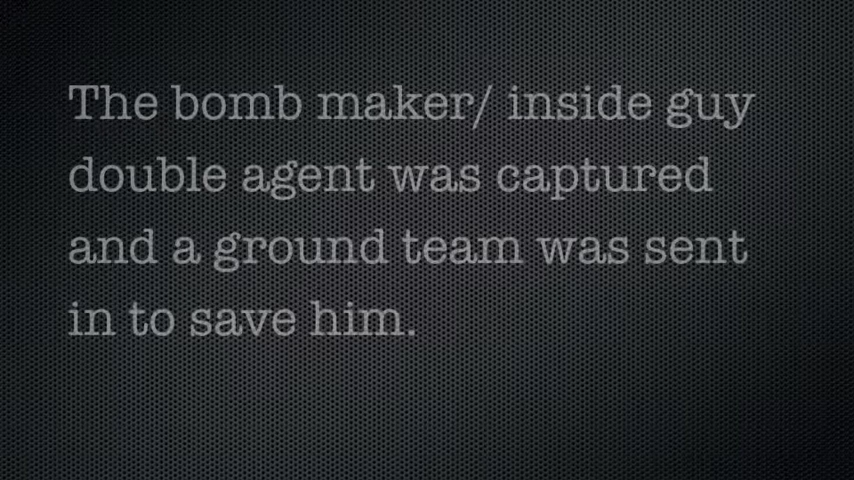 The bomb maker/ inside guy
double agent was captured
and a ground team was sent
in to save him.